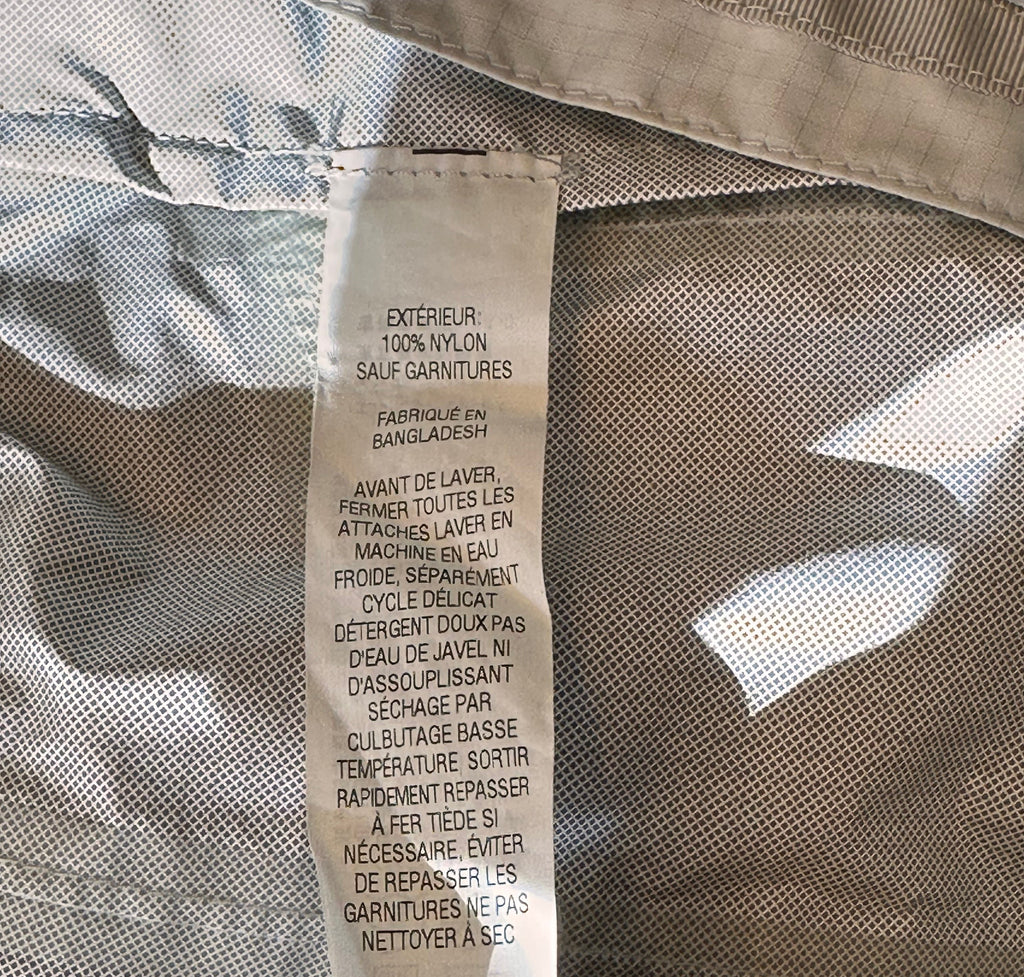 EXTÉRIEUR:
100% NYLON
SAUF GARNITURES
FABRIQUÉ EN
BANGLADESH
AVANT DE LAVER,
FERMER TOUTES LES
ATTACHES LAVER EN
MACHINE EN EAU
FROIDE, SÉPARÉMENT
CYCLE DÉLICAT
DÉTERGENT DOUX PAS
D'EAU DE JAVEL NI
D'ASSOUPLISSANT
SÉCHAGE PAR
CULBUTAGE BASSE
TEMPÉRATURE SORTIR
RAPIDEMENT REPASSER
À FER TIÈDE SI
NÉCESSAIRE, ÉVITER
DE REPASSER LES
GARNITURES NE PAS
NETTOYER À SEC